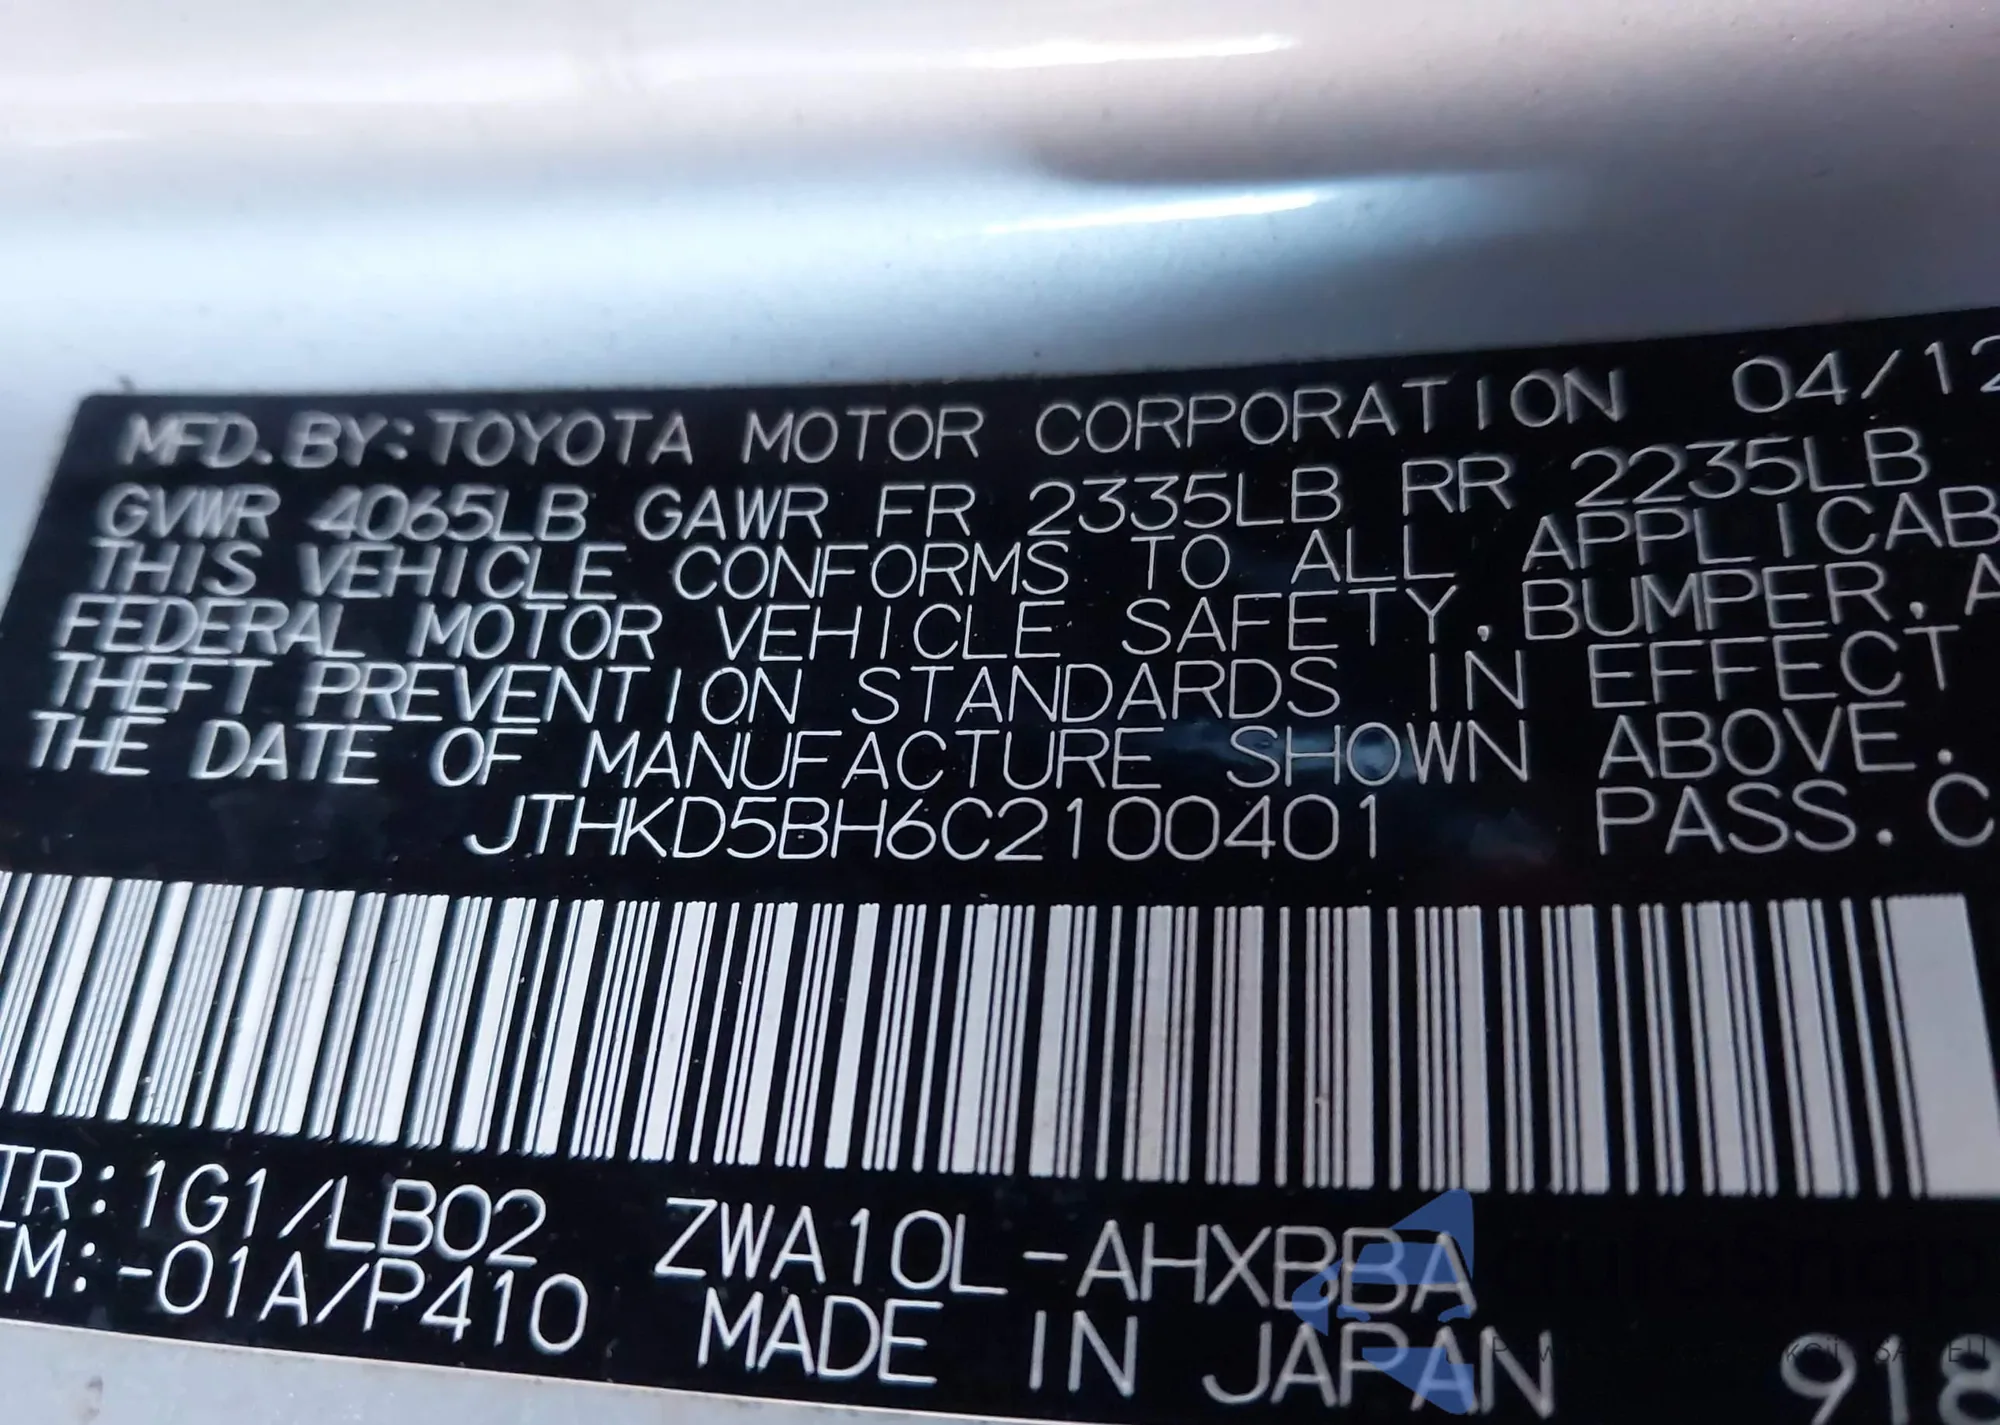 MFD. BY: TOYOTA MOTOR CORPORATION 04/12
GVWR 4065LB GAWR FR 2335LB RR 2235LB
THIS VEHICLE CONFORMS TO ALL APPLICAB
FEDERAL MOTOR VEHICLE SAFETY, BUMPER, A
THEFT PREVENTION STANDARDS IN EFFECT
THE DATE OF MANUFACTURE SHOWN ABOVE.
JTHKD5BH6C2100401 PASS. C
TR: 1G1/LB02 ZWA10L-AHXBBA
M: -01A/P410 MADE IN JAPAN 918